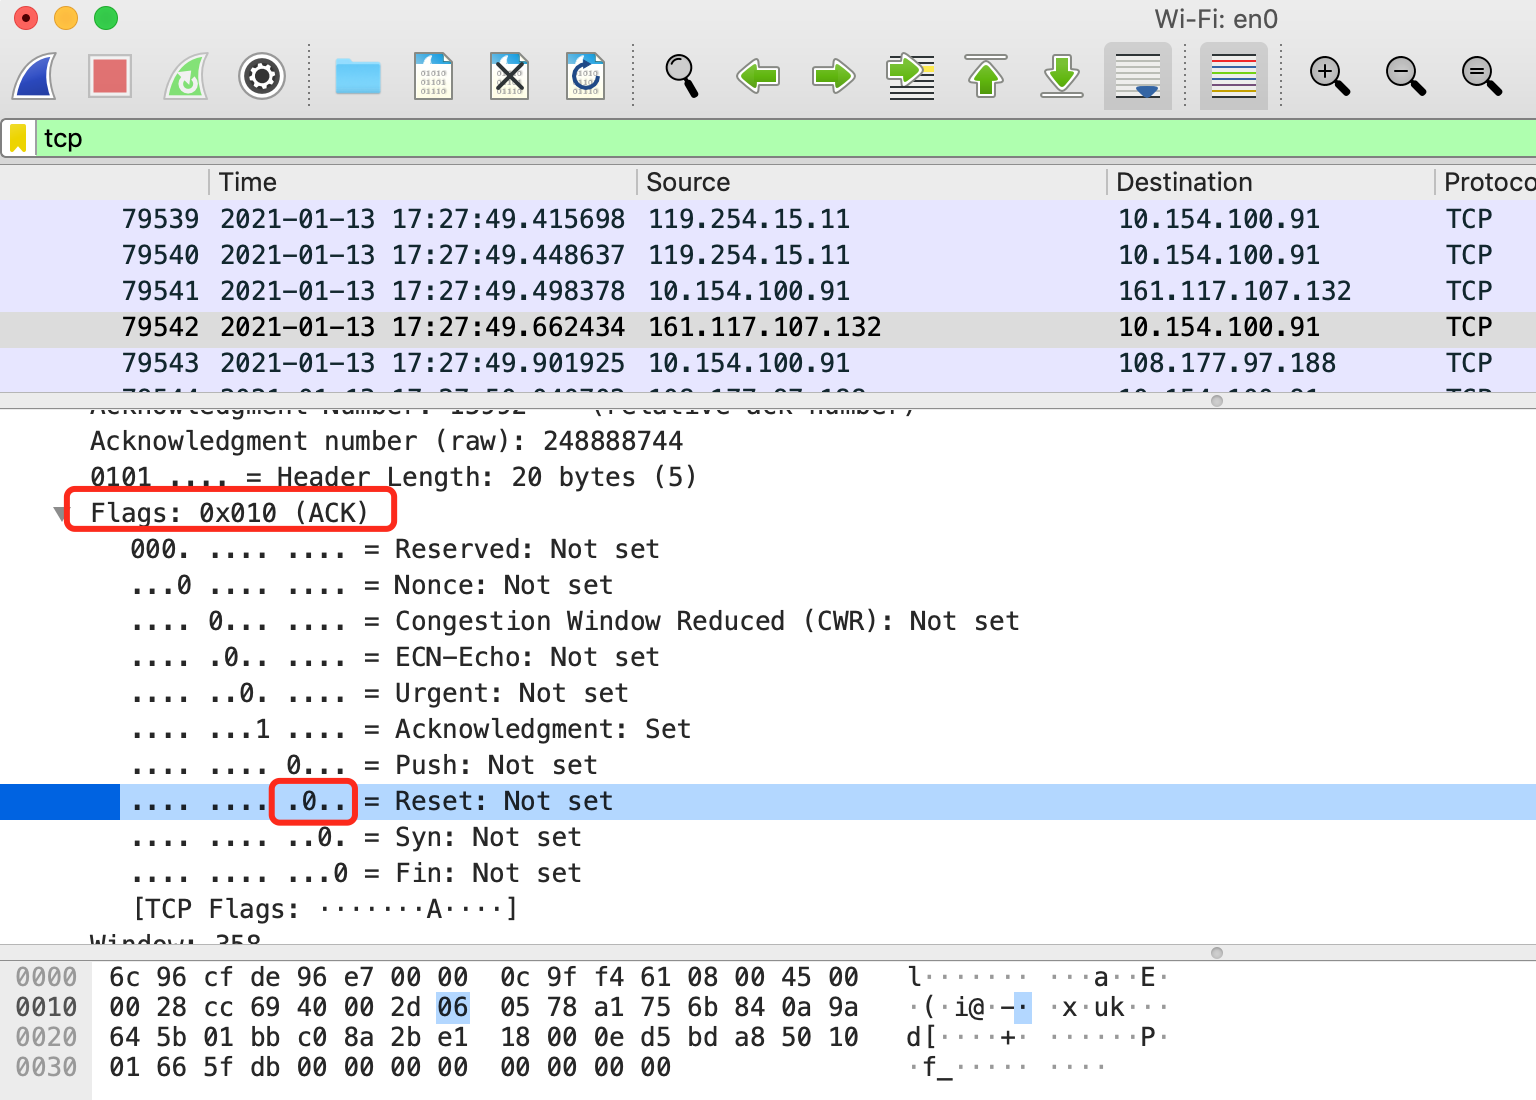 Wi-Fi: en0
tcp
Time Source Destination Protoco
79539 2021-01-13 17:27:49.415698 119.254.15.11 10.154.100.91 TCP
79540 2021-01-13 17:27:49.448637 119.254.15.11 10.154.100.91 TCP
79541 2021-01-13 17:27:49.498378 10.154.100.91 161.117.107.132 TCP
79542 2021-01-13 17:27:49.662434 161.117.107.132 10.154.100.91 TCP
79543 2021-01-13 17:27:49.901925 10.154.100.91 108.177.97.188 TCP
Acknowledgment Number: 13992 (relative ack number)
Acknowledgment number (raw): 248888744
0101 .... = Header Length: 20 bytes (5)
Flags: 0x010 (ACK)
000. .... .... = Reserved: Not set
...0 .... .... = Nonce: Not set
.... 0... .... = Congestion Window Reduced (CWR): Not set
.... .0.. .... = ECN-Echo: Not set
.... ..0. .... = Urgent: Not set
.... ...1 .... = Acknowledgment: Set
.... .... 0... = Push: Not set
.... .... .0.. = Reset: Not set
.... .... ..0. = Syn: Not set
.... .... ...0 = Fin: Not set
[TCP Flags: ·······A····]
Window: 358
0000 6c 96 cf de 96 e7 00 00 0c 9f f4 61 08 00 45 00 l······· ···a··E·
0010 00 28 cc 69 40 00 2d 06 05 78 a1 75 6b 84 0a 9a ·(·i@·-· ·x·uk···
0020 64 5b 01 bb c0 8a 2b e1 18 00 0e d5 bd a8 50 10 d[····+· ······P·
0030 01 66 5f db 00 00 00 00 00 00 00 00 ·f_····· ····